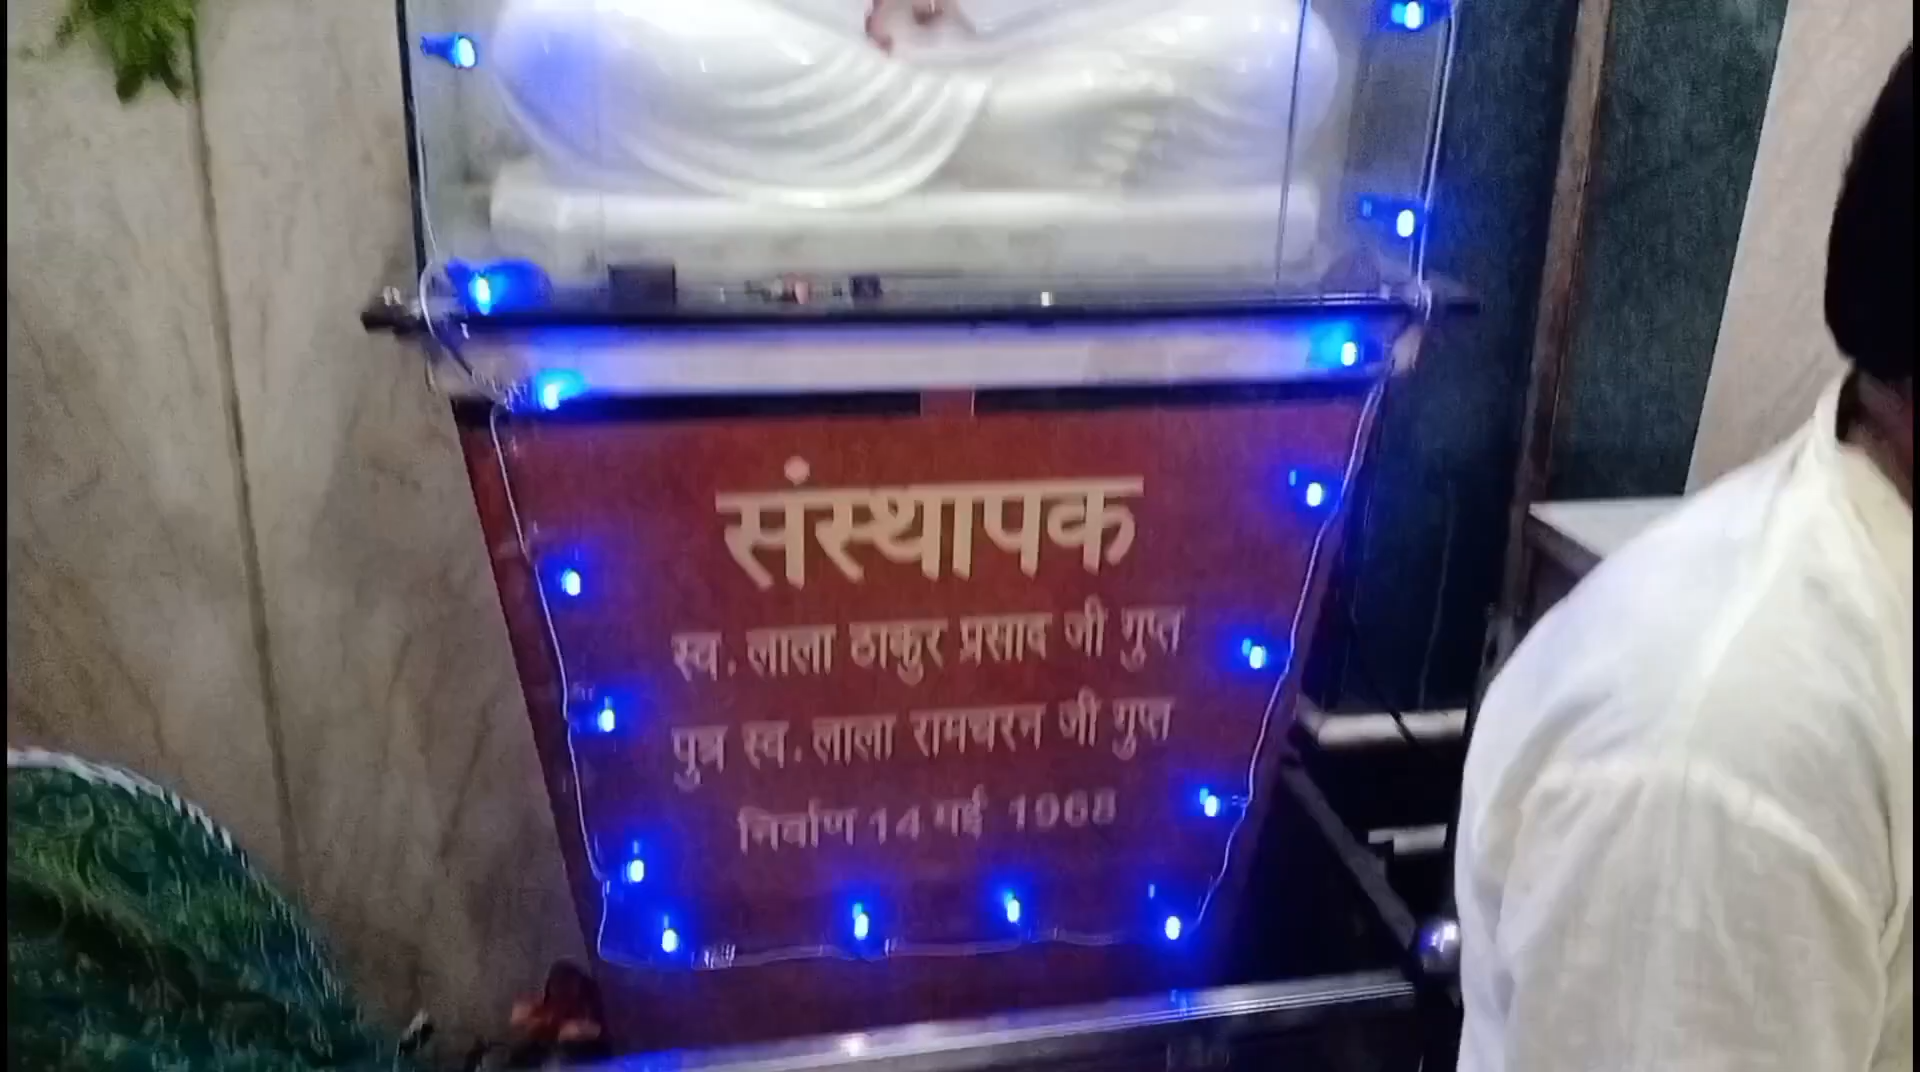 संस्थापक
स्व. लाला ठाकुर प्रसाद जी गुप्त
पुत्र स्व. लाला रामचरन जी गुप्त
निर्वाण 14 मई 1968